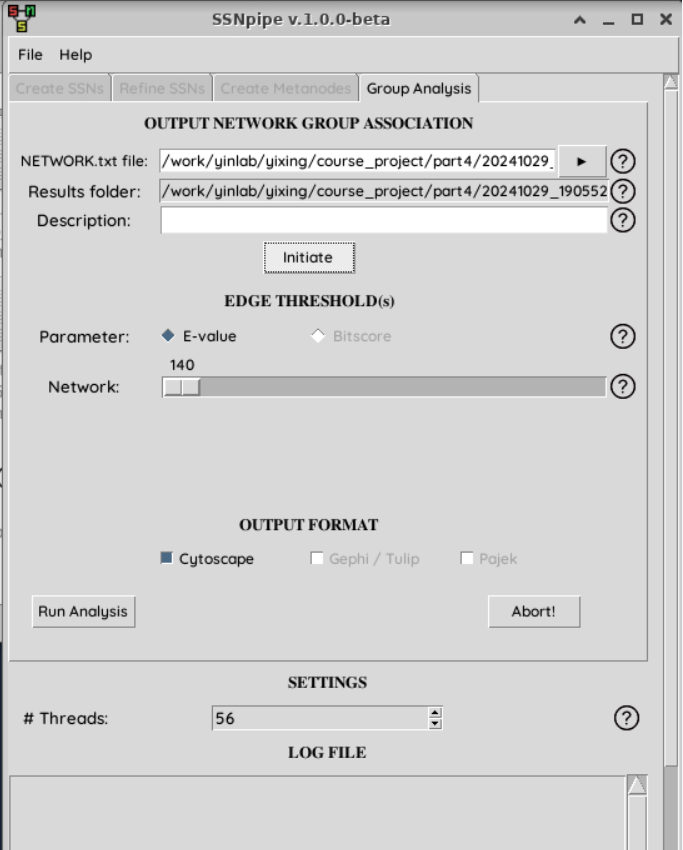 SSNpipe v.1.0.0-beta
File Help
Create SSNs Refine SSNs Create Metanodes Group Analysis
OUTPUT NETWORK GROUP ASSOCIATION
NETWORK.txt file: /work/yinlab/yixing/course_project/part4/20241029_ ?
Results folder: /work/yinlab/yixing/course_project/part4/20241029_190552 ?
Description: ?
Initiate
EDGE THRESHOLD(s)
Parameter: E-value Bitscore ?
140
Network: ?
OUTPUT FORMAT
Cytoscape Gephi / Tulip Pajek
Run Analysis Abort!
SETTINGS
# Threads: 56 ?
LOG FILE